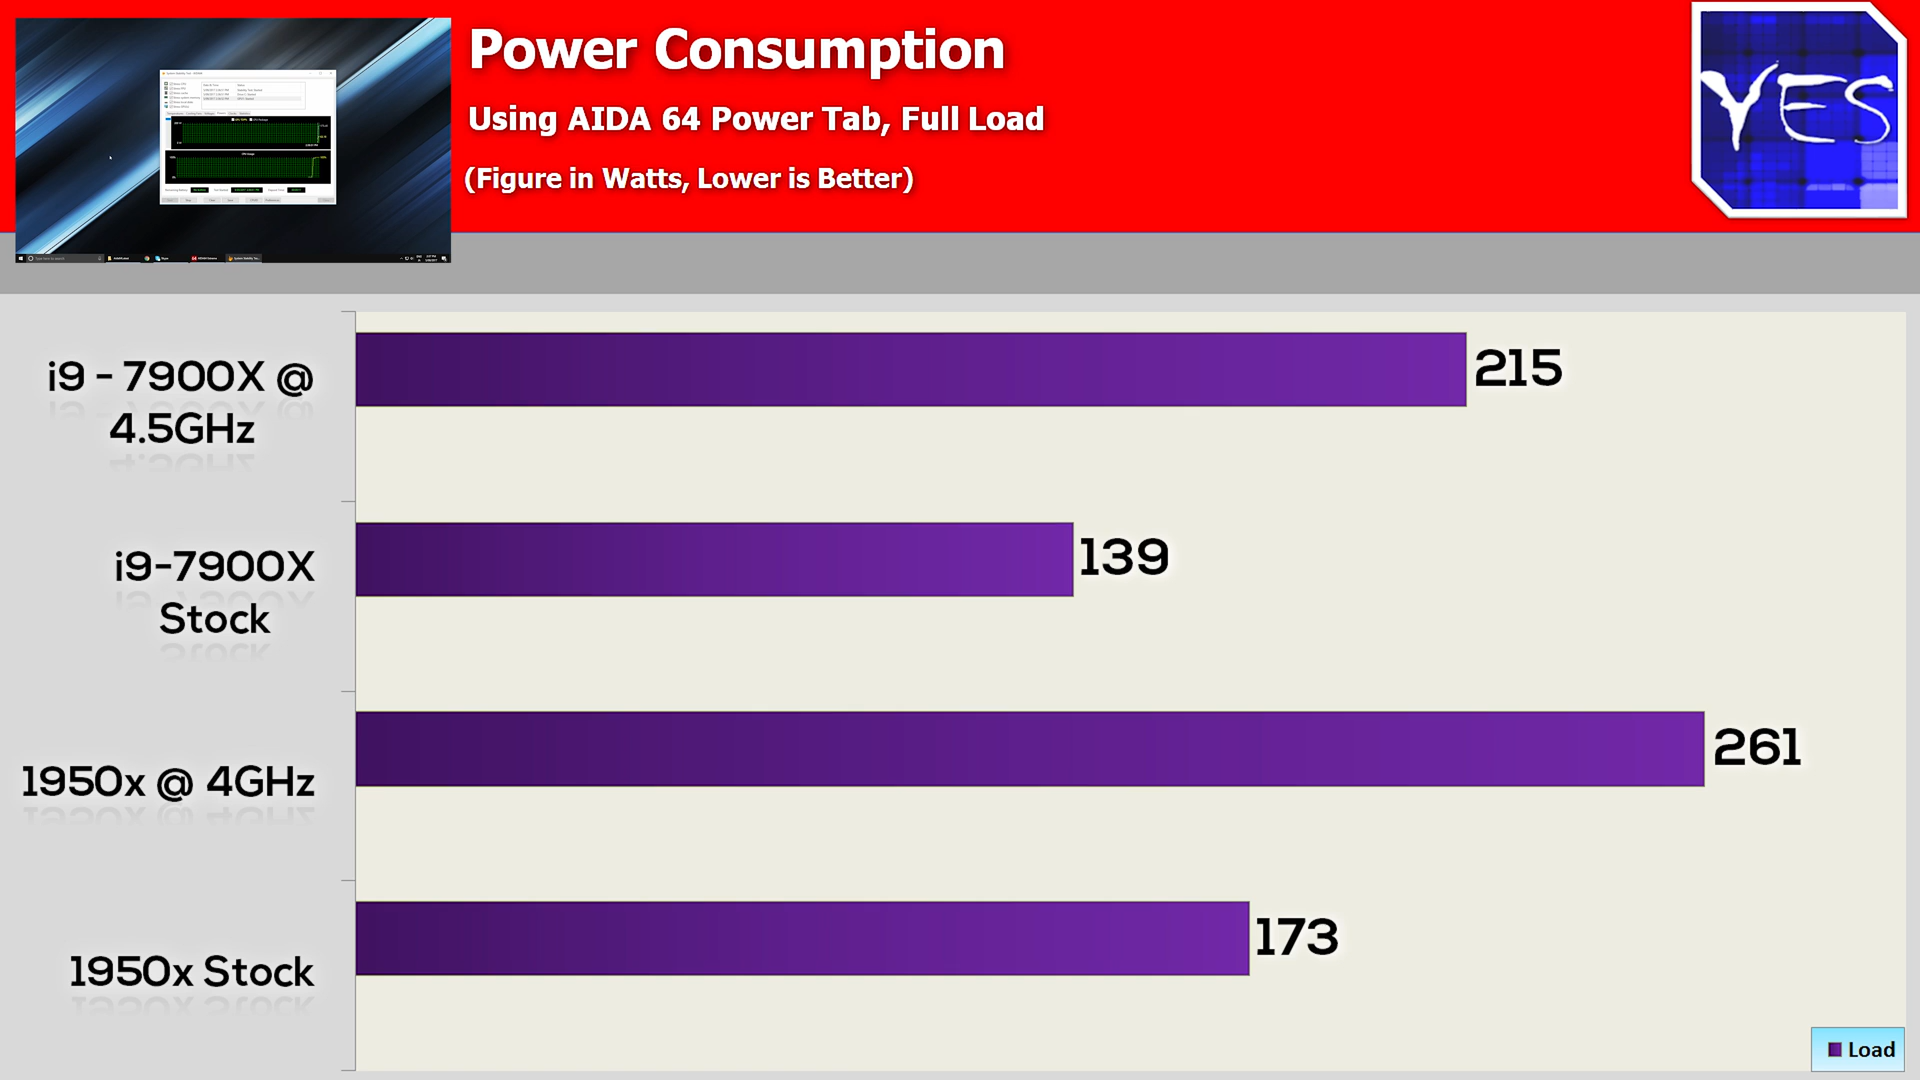 Power Consumption
Using AIDA 64 Power Tab, Full Load
(Figure in Watts, Lower is Better)
YES
i9 - 7900X @
4.5GHz
215
i9-7900X
Stock
139
1950x @ 4GHz
261
1950x Stock
173
Load